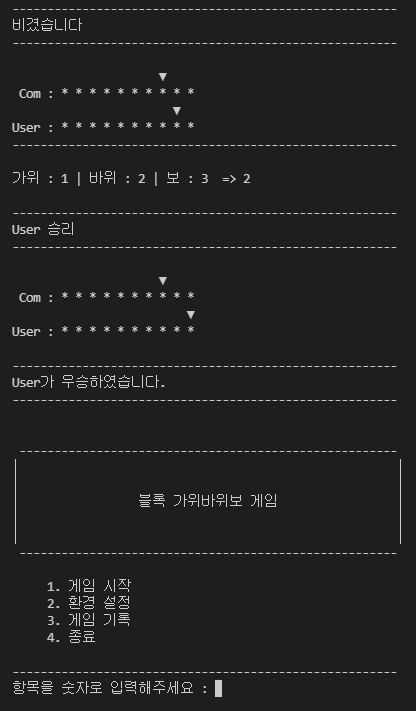 -------------------------------------------------------
비겼습니다
-------------------------------------------------------
▼
Com : * * * * * * * * * *
▼
User : * * * * * * * * * *
-------------------------------------------------------
가위 : 1 | 바위 : 2 | 보 : 3 => 2
-------------------------------------------------------
User 승리
-------------------------------------------------------
▼
Com : * * * * * * * * * *
▼
User : * * * * * * * * * *
-------------------------------------------------------
User가 우승하였습니다.
-------------------------------------------------------
------------------------------------------------------
블록 가위바위보 게임
------------------------------------------------------
1. 게임 시작
2. 환경 설정
3. 게임 기록
4. 종료
-------------------------------------------------------
항목을 숫자로 입력해주세요 :